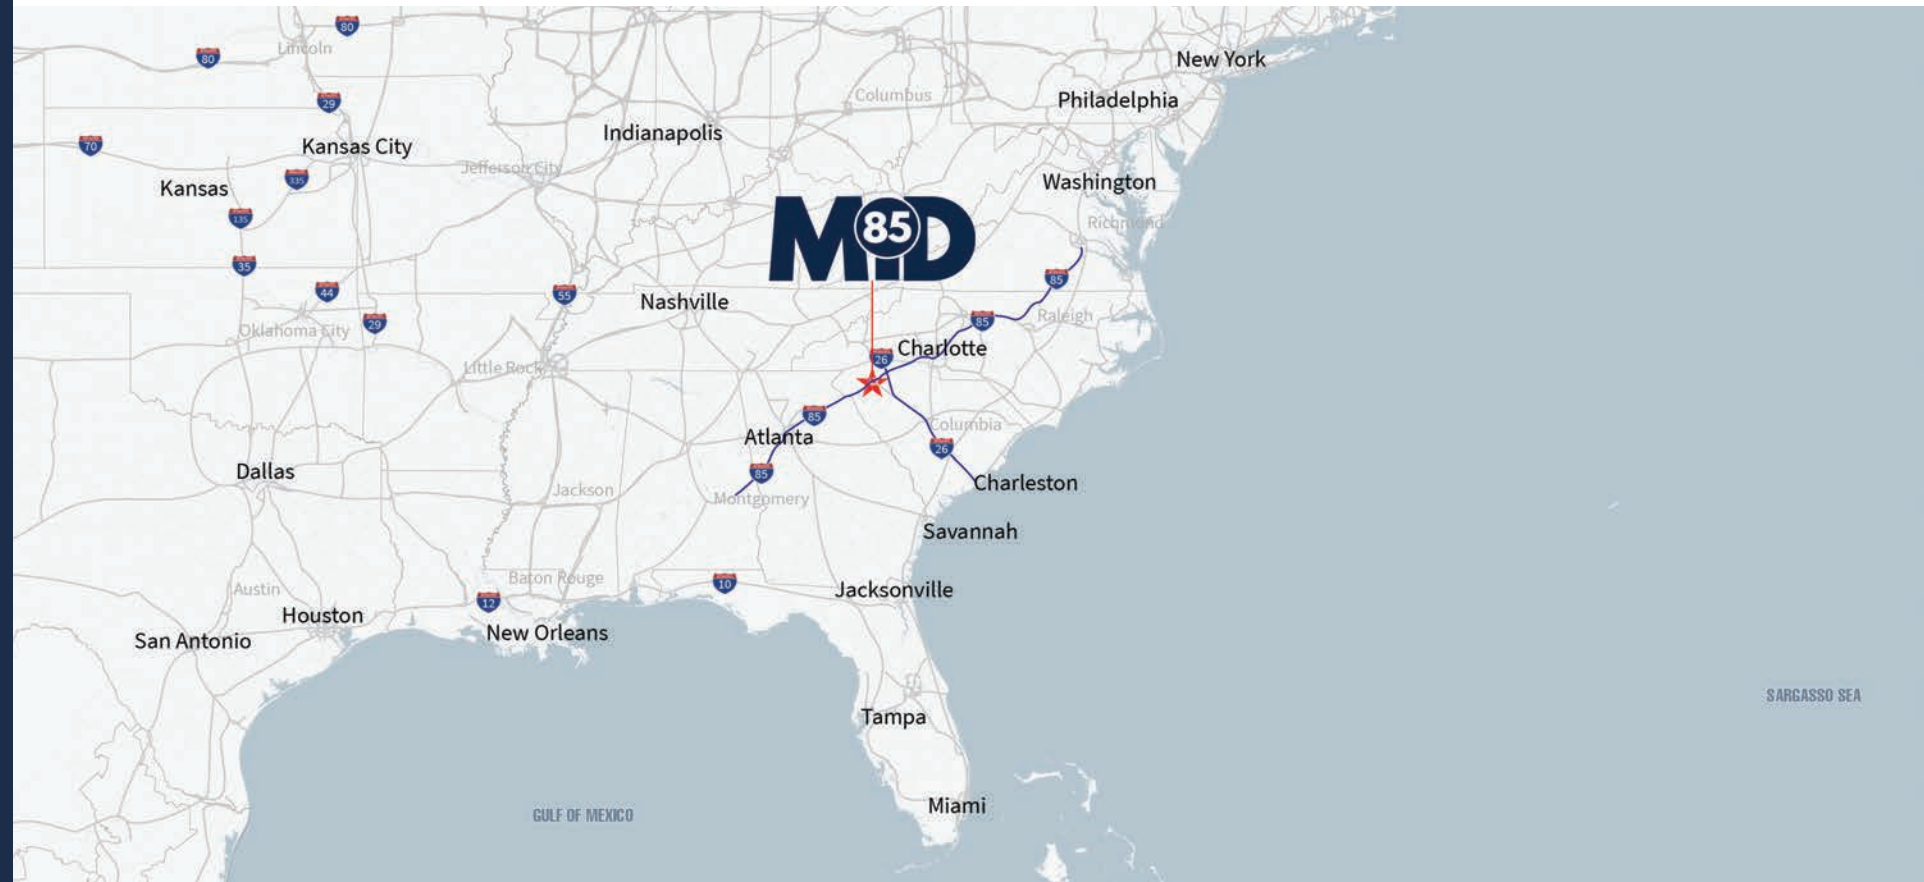 80
Lincoln
80
New York
Columbus
Philadelphia
29
Indianapolis
70
Kansas City
Jefferson City
335
Kansas
Washington
135
Richmond
MID
85
35
85
44
55
Nashville
Raleigh
85
29
Oklahoma City
26
Charlotte
Little Rock
85
Columbia
Atlanta
26
Dallas
85
Charleston
Jackson
Montgomery
Savannah
Baton Rouge
10
Austin
Jacksonville
12
Houston
New Orleans
San Antonio
SARGASSO SEA
Tampa
Miami
GULF OF MEXICO